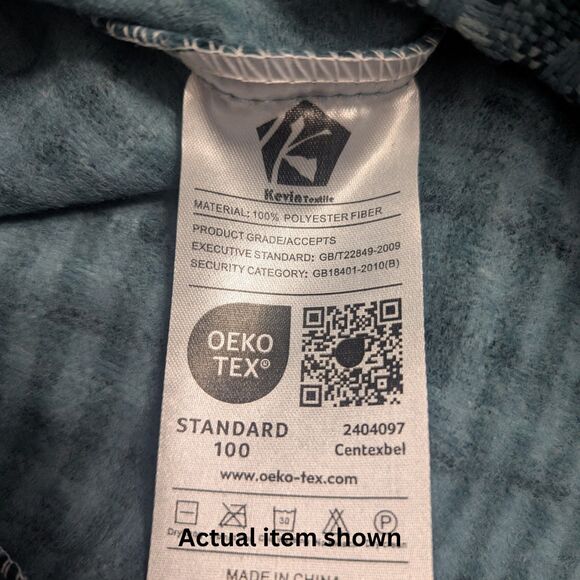 Kevin Textile
MATERIAL: 100% POLYESTER FIBER
PRODUCT GRADE/ACCEPTS
EXECUTIVE STANDARD: GB/T22849-2009
SECURITY CATEGORY: GB18401-2010(B)
OEKO
TEX®
STANDARD 2404097
100 Centexbel
www.oeko-tex.com
30 P
Actual item shown
MADE IN CHINA